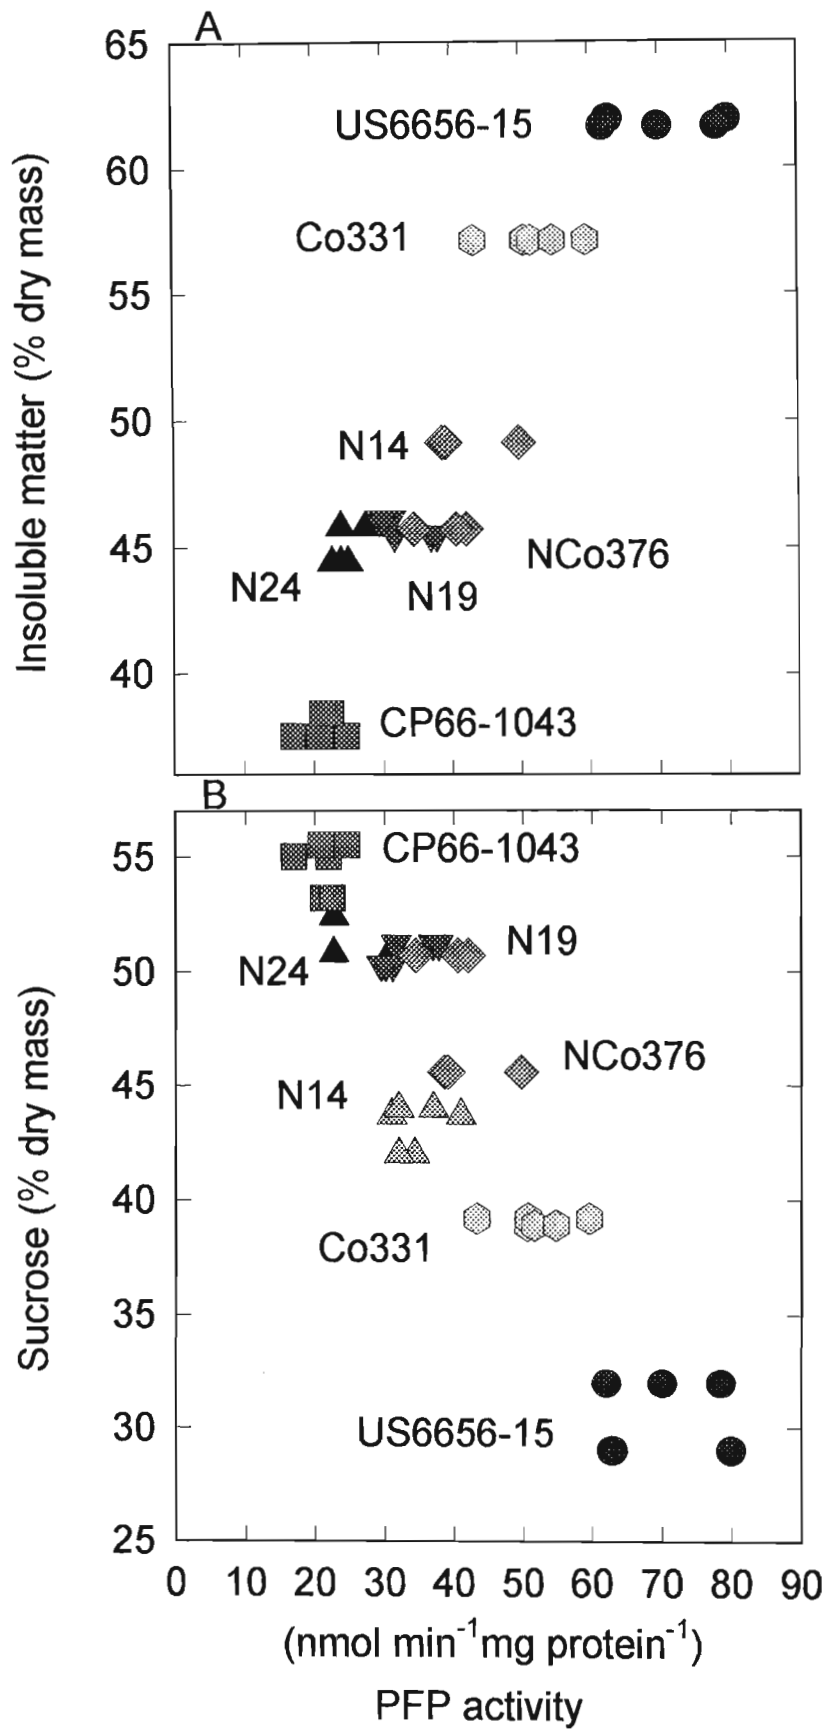 A
65
60
55
50
45
40
Insoluble matter (% dry mass)
US6656-15
Co331
N14
NCo376
N24
N19
CP66-1043
B
55
50
45
40
35
30
25
Sucrose (% dry mass)
CP66-1043
N19
N24
NCo376
N14
Co331
US6656-15
0 10 20 30 40 50 60 70 80 90
(nmol min⁻¹mg protein⁻¹)
PFP activity